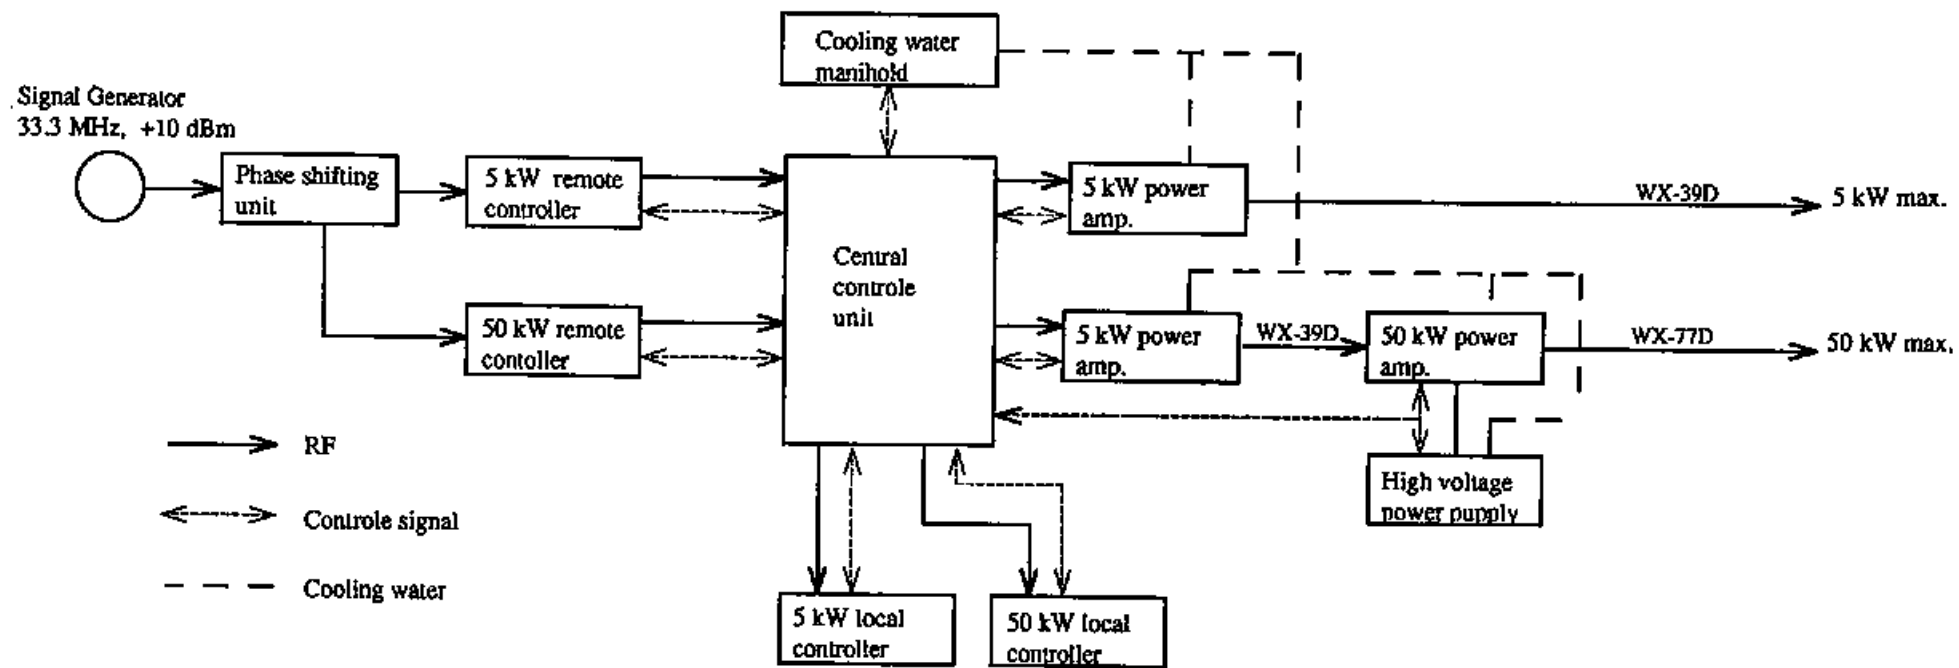 Cooling water
manihold
Signal Generator
33.3 MHz, +10 dBm
Phase shifting
unit
5 kW remote
controller
5 kW power
amp.
WX-39D
5 kW max.
Central
controle
unit
50 kW remote
contoller
5 kW power
amp.
WX-39D
50 kW power
amp.
WX-77D
50 kW max.
RF
High voltage
power pupply
Controle signal
Cooling water
5 kW local
controller
50 kW local
controller